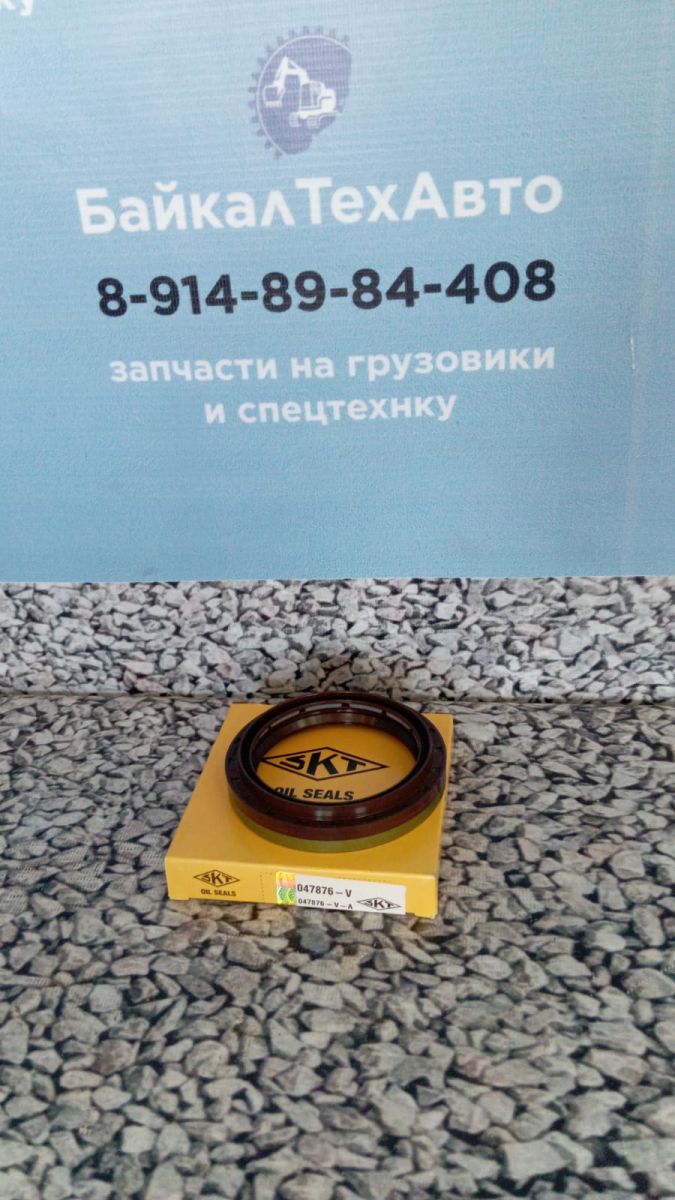 ку
БайкалТехАвто
8-914-89-84-408
запчасти на грузовики
и спецтехнку
SKT
OIL SEALS
SKT
OIL SEALS
047876-V
047876-V-A
SKT